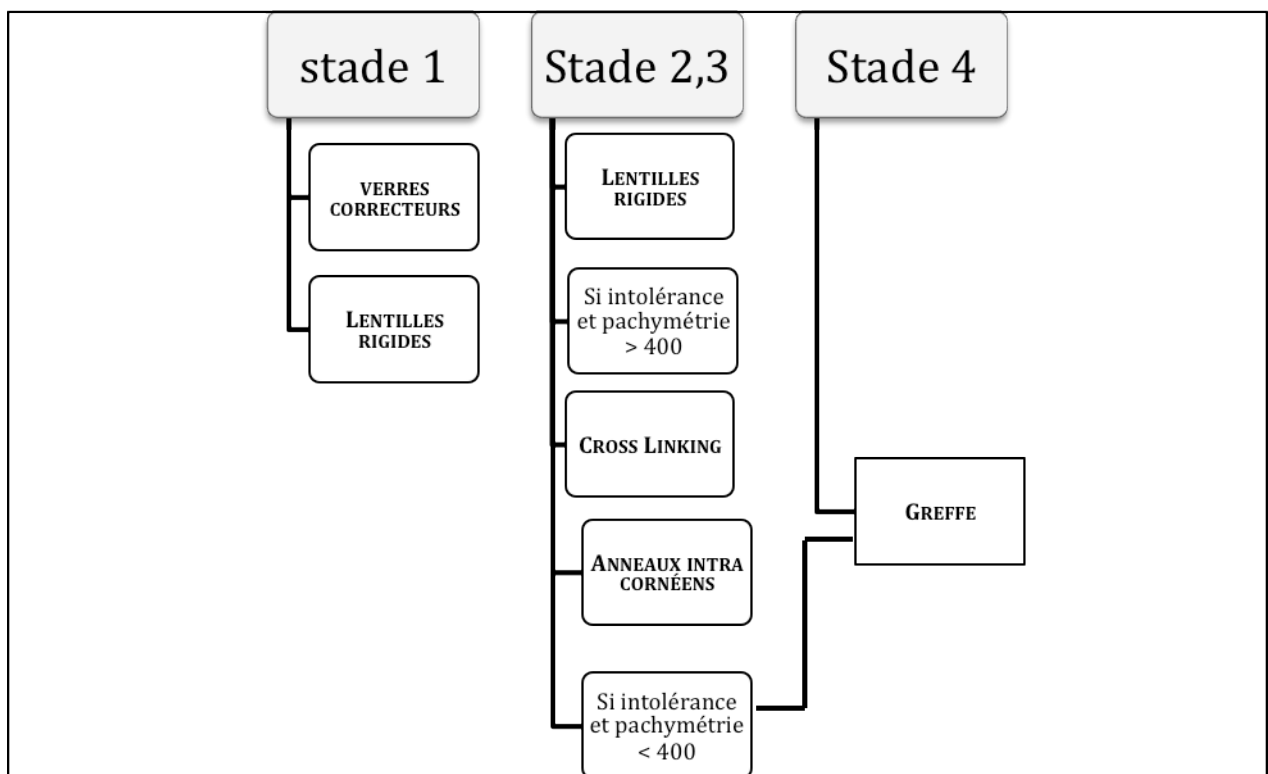 stade 1
VERRES
CORRECTEURS
LENTILLES
RIGIDES
Stade 2,3
LENTILLES
RIGIDES
Si intolérance
et pachymétrie
> 400
CROSS LINKING
ANNEAUX INTRA
CORNÉENS
Si intolérance
et pachymétrie
< 400
Stade 4
GREFFE